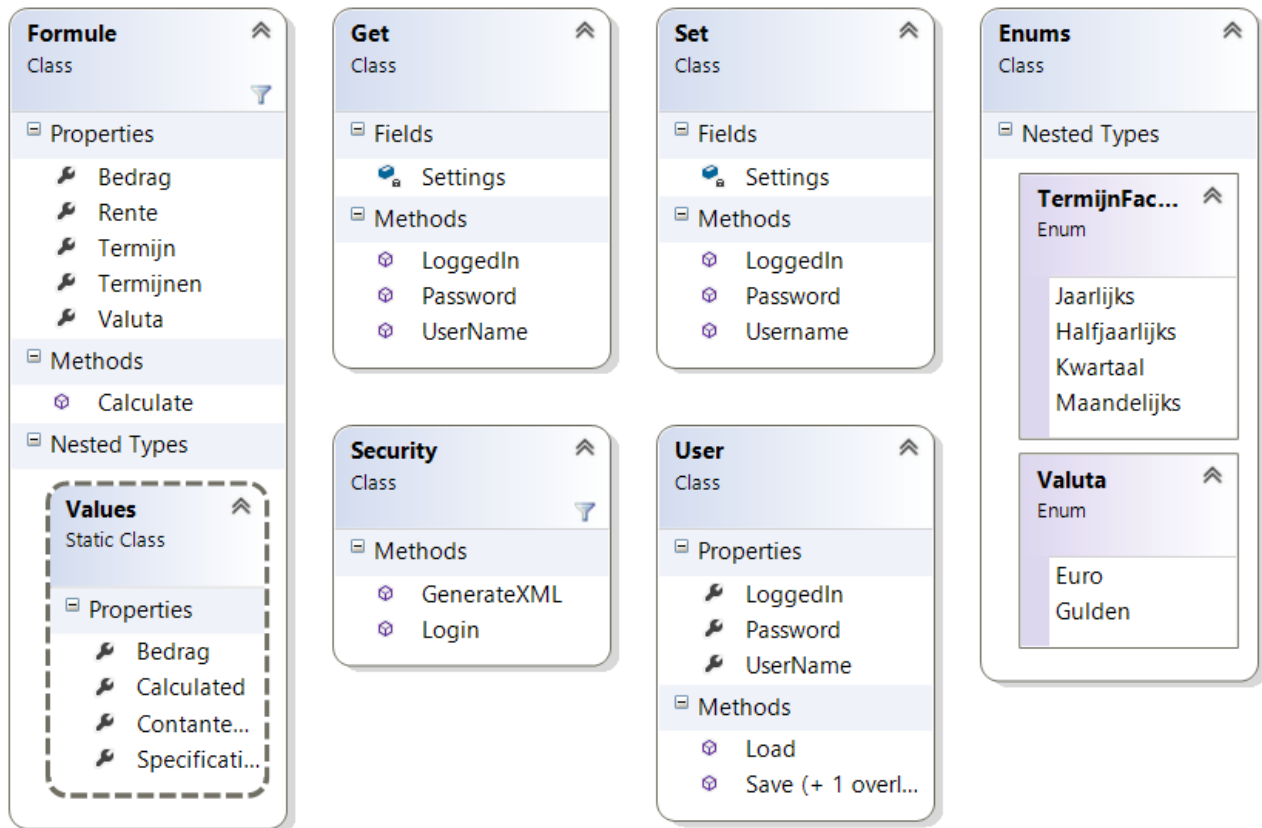 Formule
Class
Properties
Bedrag
Rente
Termijn
Termijnen
Valuta
Methods
Calculate
Nested Types
Values
Static Class
Properties
Bedrag
Calculated
Contante...
Specificati...
Get
Class
Fields
Settings
Methods
LoggedIn
Password
UserName
Set
Class
Fields
Settings
Methods
LoggedIn
Password
Username
Enums
Class
Nested Types
TermijnFac...
Enum
Jaarlijks
Halfjaarlijks
Kwartaal
Maandelijks
Valuta
Enum
Euro
Gulden
Security
Class
Methods
GenerateXML
Login
User
Class
Properties
LoggedIn
Password
UserName
Methods
Load
Save (+ 1 overl...